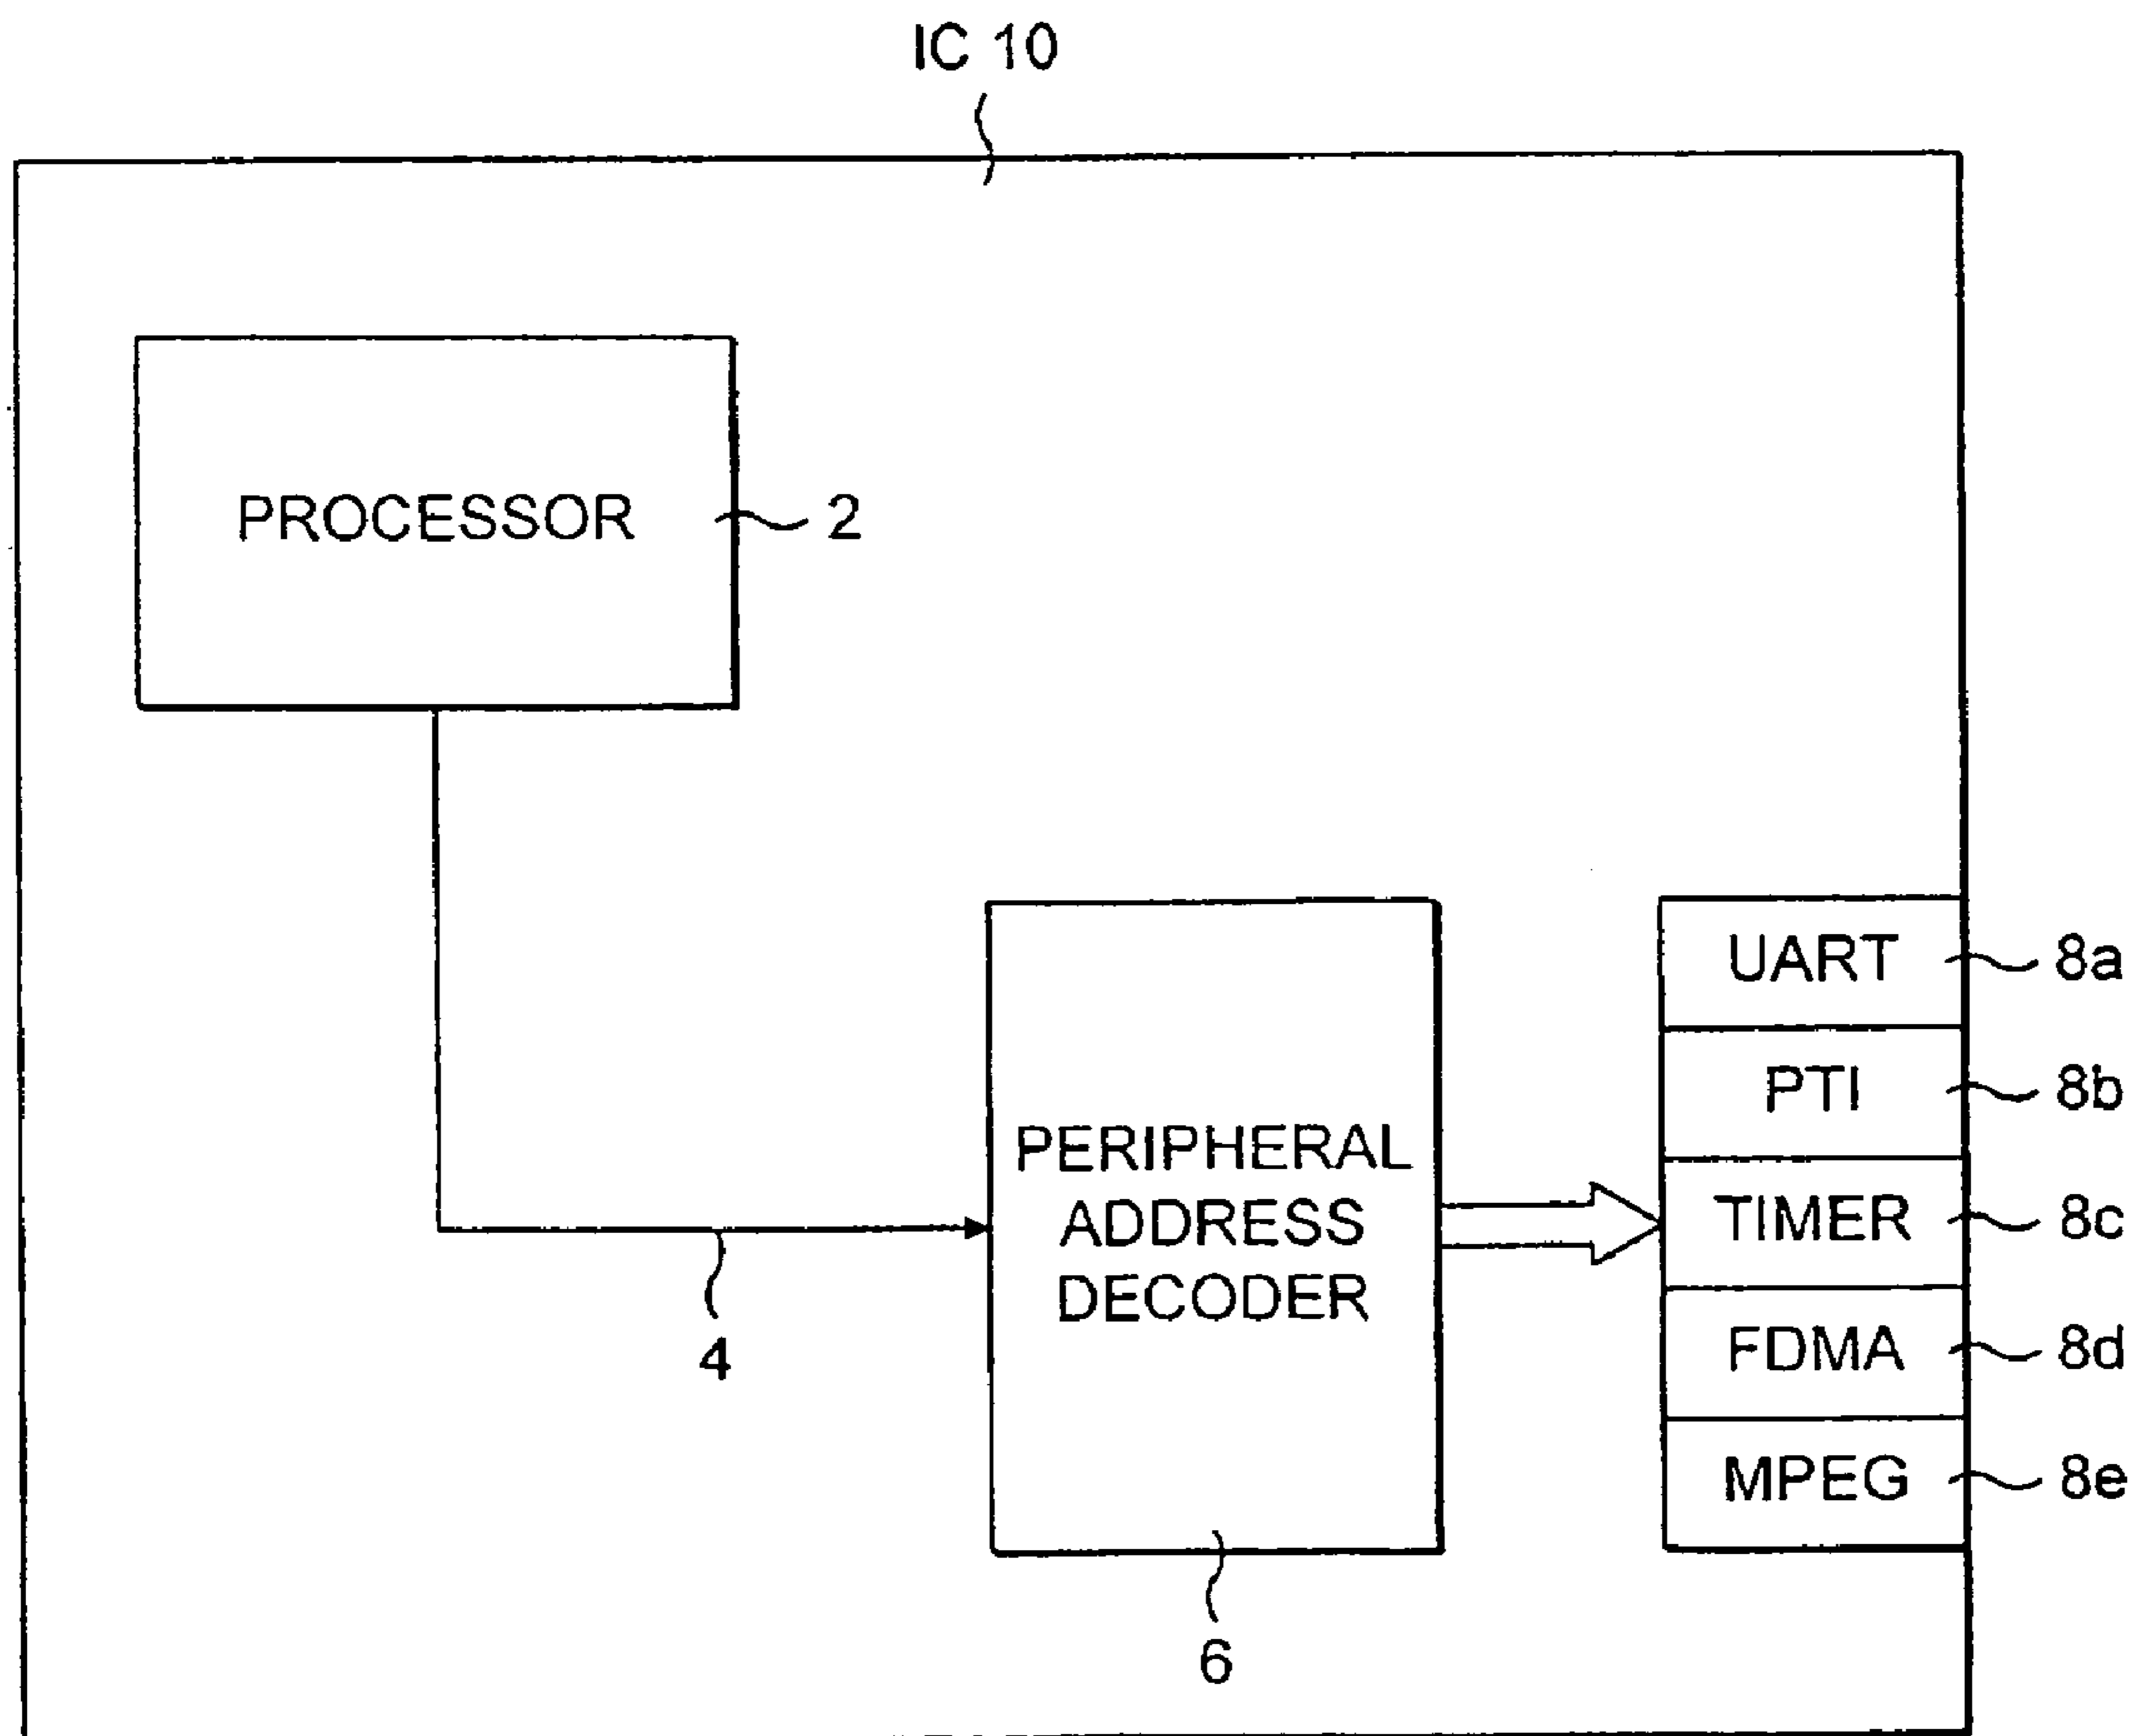 IC 10
PROCESSOR
2
UART
8a
PTI
8b
PERIPHERAL
ADDRESS
DECODER
TIMER
8c
4
FDMA
8d
MPEG
8e
6